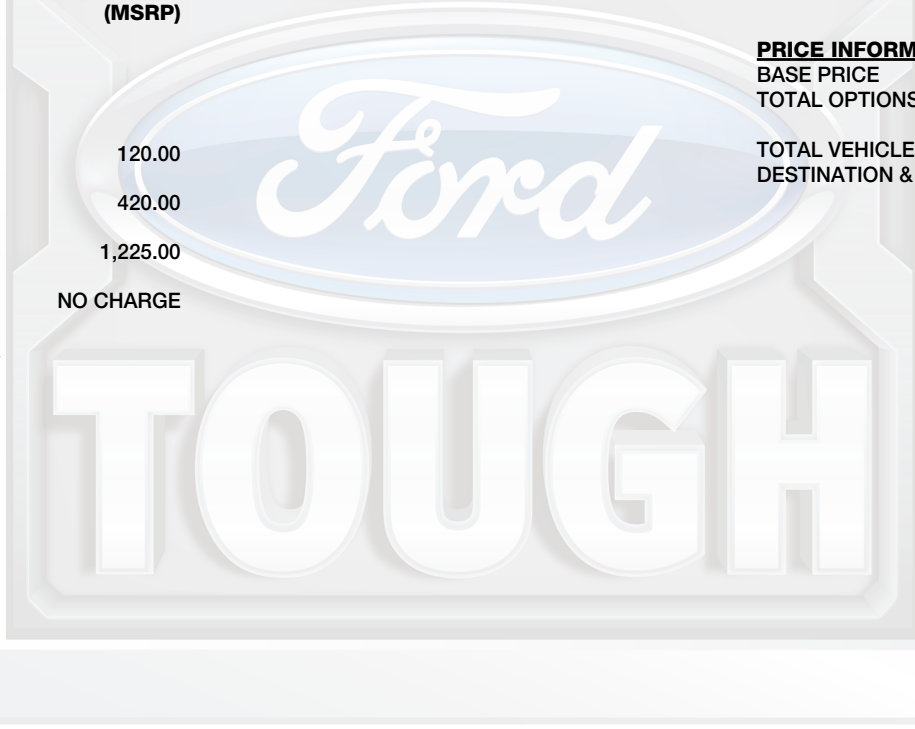 (MSRP)
120.00
420.00
1,225.00
NO CHARGE
PRICE INFORM
BASE PRICE
TOTAL OPTIONS
TOTAL VEHICLE
DESTINATION &
Ford
TOUGH